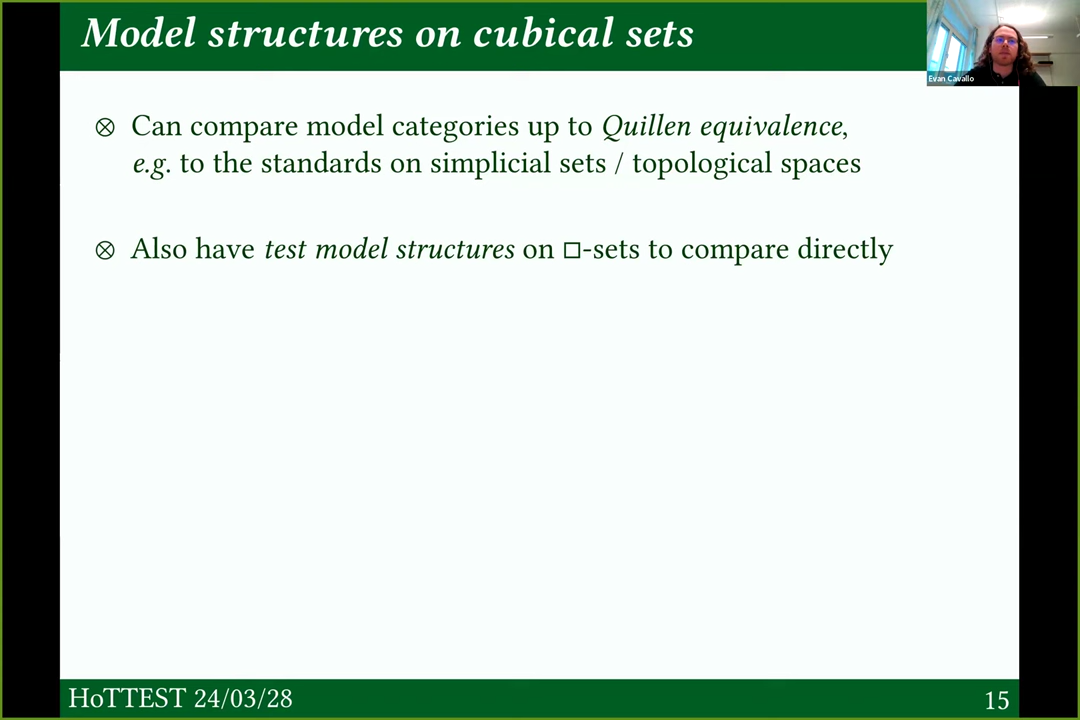 Model structures on cubical sets
Evan Cavallo
⊗ Can compare model categories up to Quillen equivalence,
e.g. to the standards on simplicial sets / topological spaces
⊗ Also have test model structures on □-sets to compare directly
HoTTEST 24/03/28
15